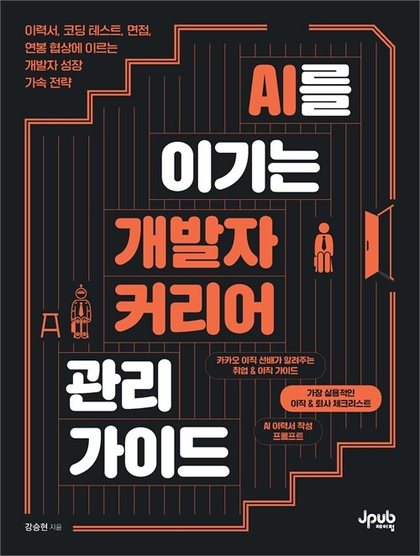 이력서, 코딩 테스트, 면접,
연봉 협상에 이르는
개발자 성장
가속 전략
AI를
이기는
개발자
커리어
관리
가이드
카카오 이직 선배가 알려주는
취업 & 이직 가이드
가장 실용적인
이직 & 퇴사 체크리스트
AI 이력서 작성
프롬프트
강승현 지음
Jpub
제이펍